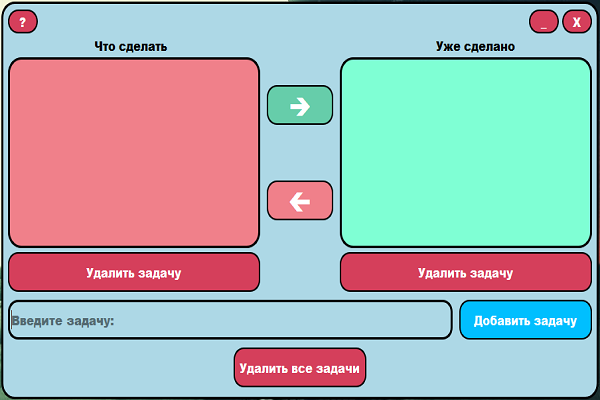 ?
_
X
Что сделать
Уже сделано
Удалить задачу
Удалить задачу
Введите задачу:
Добавить задачу
Удалить все задачи